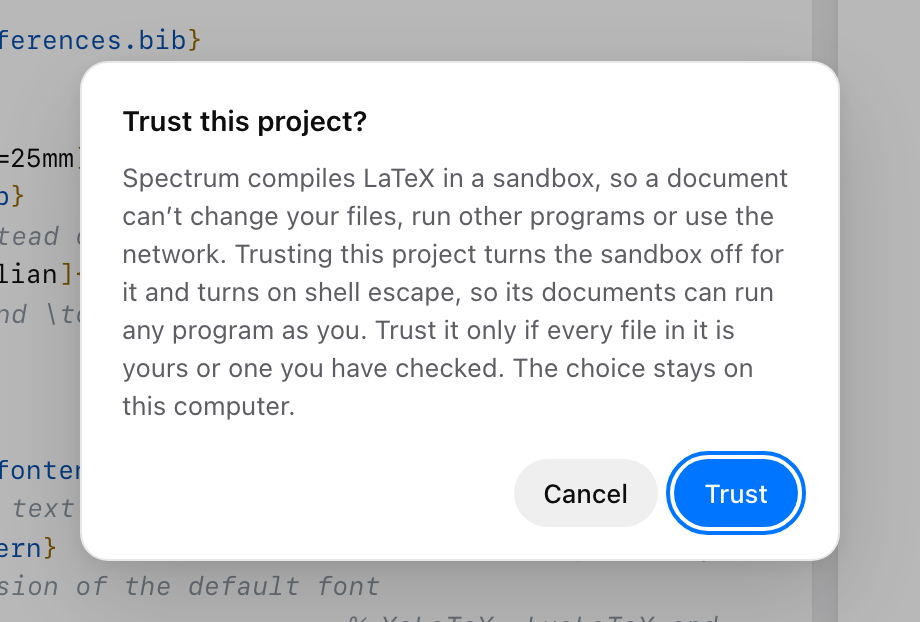 ferences.bib}
Trust this project?
=25mm]
Spectrum compiles LaTeX in a sandbox, so a document
b}
can’t change your files, run other programs or use the
tead
network. Trusting this project turns the sandbox off for
lian]{
it and turns on shell escape, so its documents can run
nd \to
any program as you. Trust it only if every file in it is
yours or one you have checked. The choice stays on
this computer.
fonten
text
Cancel
Trust
ern}
sion of the default font